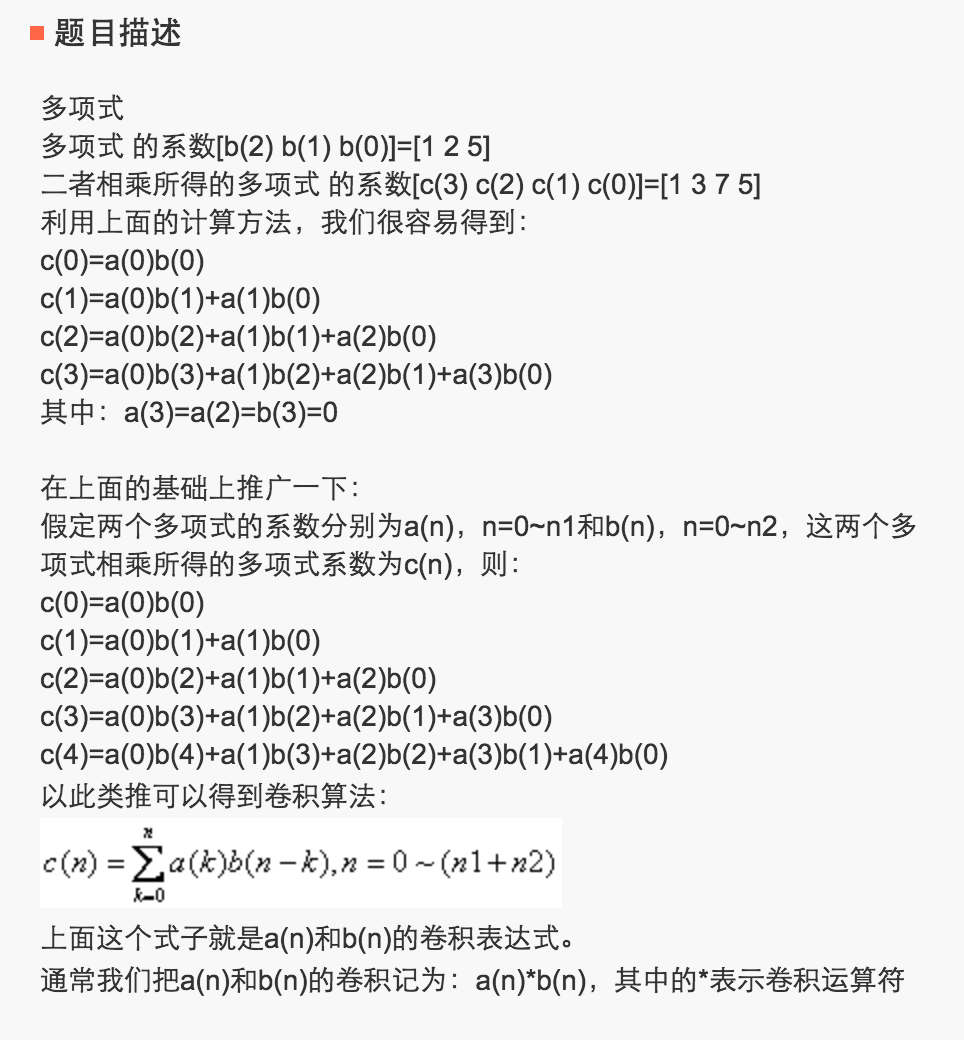 题目描述
多项式
多项式 的系数[b(2) b(1) b(0)]=[1 2 5]
二者相乘所得的多项式 的系数[c(3) c(2) c(1) c(0)]=[1 3 7 5]
利用上面的计算方法，我们很容易得到：
c(0)=a(0)b(0)
c(1)=a(0)b(1)+a(1)b(0)
c(2)=a(0)b(2)+a(1)b(1)+a(2)b(0)
c(3)=a(0)b(3)+a(1)b(2)+a(2)b(1)+a(3)b(0)
其中：a(3)=a(2)=b(3)=0
在上面的基础上推广一下：
假定两个多项式的系数分别为a(n)，n=0~n1和b(n)，n=0~n2，这两个多
项式相乘所得的多项式系数为c(n)，则：
c(0)=a(0)b(0)
c(1)=a(0)b(1)+a(1)b(0)
c(2)=a(0)b(2)+a(1)b(1)+a(2)b(0)
c(3)=a(0)b(3)+a(1)b(2)+a(2)b(1)+a(3)b(0)
c(4)=a(0)b(4)+a(1)b(3)+a(2)b(2)+a(3)b(1)+a(4)b(0)
以此类推可以得到卷积算法：
n
c(n)=∑a(k)b(n-k),n=0~(n1+n2)
k=0
上面这个式子就是a(n)和b(n)的卷积表达式。
通常我们把a(n)和b(n)的卷积记为：a(n)*b(n)，其中的*表示卷积运算符